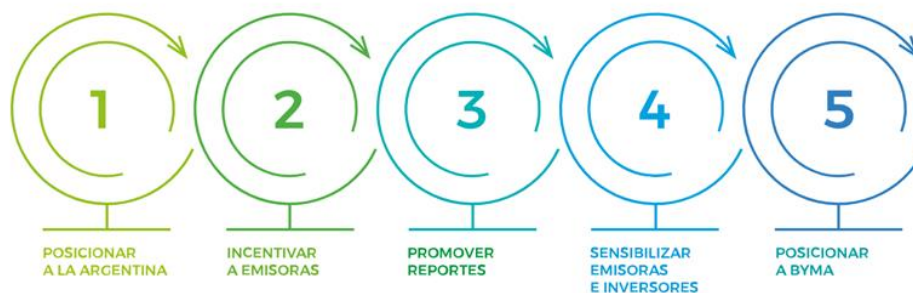 1
2
3
4
5
POSICIONAR
A LA ARGENTINA
INCENTIVAR
A EMISORAS
PROMOVER
REPORTES
SENSIBILIZAR
EMISORAS
E INVERSORES
POSICIONAR
A BYMA